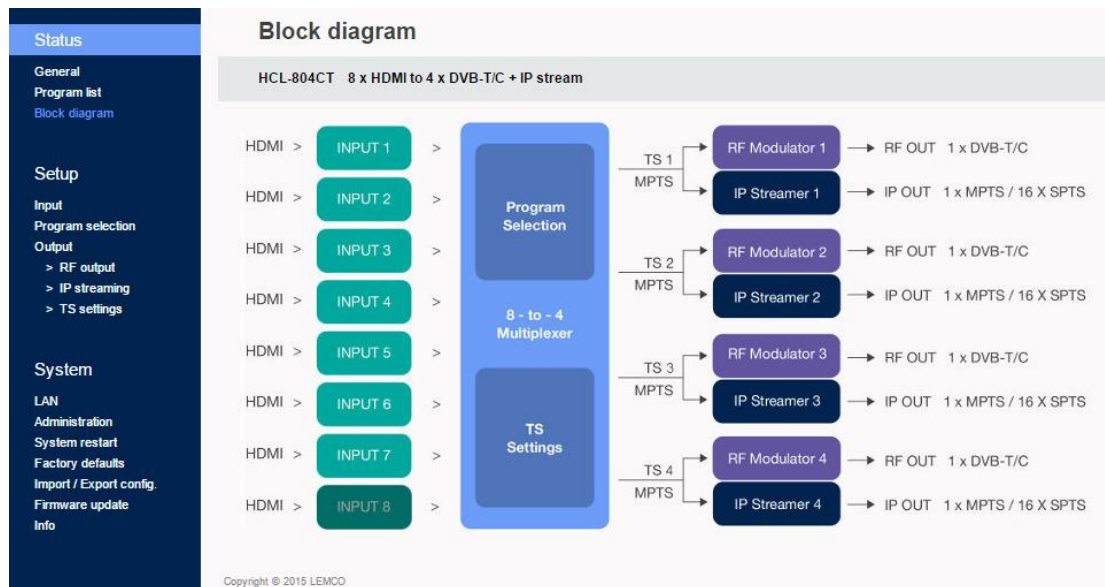 Status
General
Program list
Block diagram
Setup
Input
Program selection
Output
> RF output
> IP streaming
> TS settings
System
LAN
Administration
System restart
Factory defaults
Import / Export config.
Firmware update
Info
Block diagram
HCL-804CT 8 x HDMI to 4 x DVB-T/C + IP stream
HDMI > INPUT 1 >
HDMI > INPUT 2 >
HDMI > INPUT 3 >
HDMI > INPUT 4 >
HDMI > INPUT 5 >
HDMI > INPUT 6 >
HDMI > INPUT 7 >
HDMI > INPUT 8 >
Program
Selection
8 - to - 4
Multiplexer
TS
Settings
TS 1
MPTS
RF Modulator 1 RF OUT 1 x DVB-T/C
IP Streamer 1 IP OUT 1 x MPTS / 16 X SPTS
TS 2
MPTS
RF Modulator 2 RF OUT 1 x DVB-T/C
IP Streamer 2 IP OUT 1 x MPTS / 16 X SPTS
TS 3
MPTS
RF Modulator 3 RF OUT 1 x DVB-T/C
IP Streamer 3 IP OUT 1 x MPTS / 16 X SPTS
TS 4
MPTS
RF Modulator 4 RF OUT 1 x DVB-T/C
IP Streamer 4 IP OUT 1 x MPTS / 16 X SPTS
Copyright © 2015 LEMCO